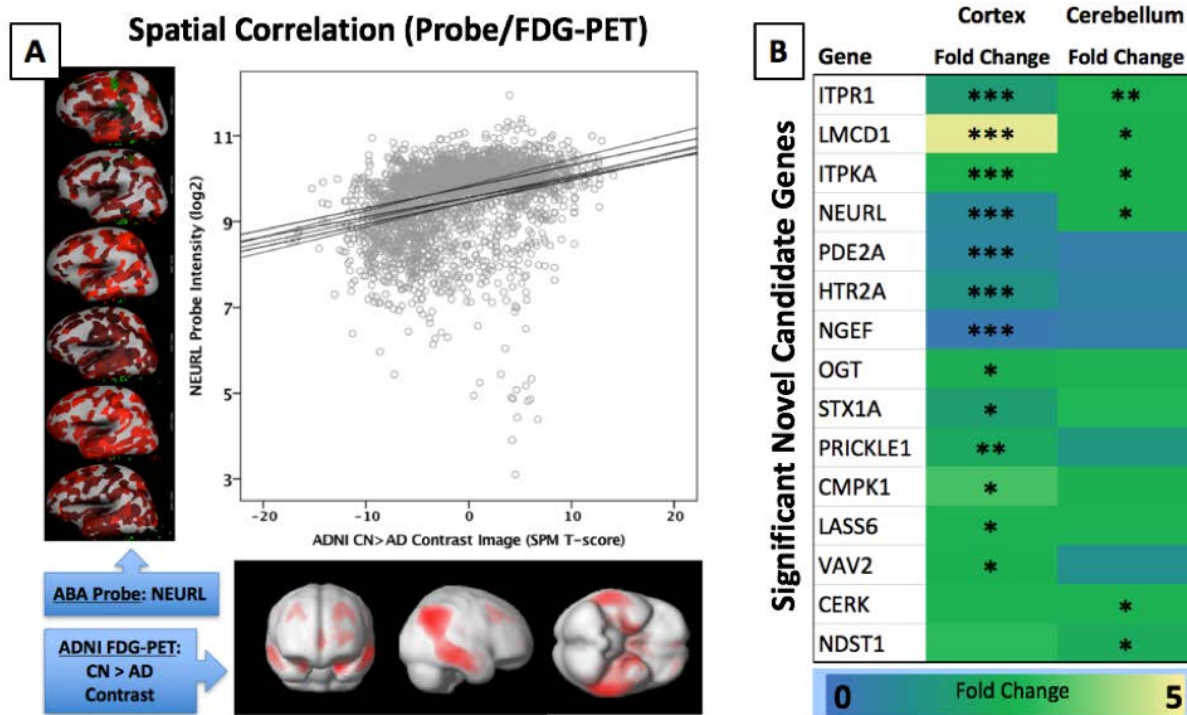 A
Spatial Correlation (Probe/FDG-PET)
NEURL Probe Intensity (log2)
11
9
7
5
3
-20 -10 0 10 20
ADNI CN>AD Contrast Image (SPM T-score)
ABA Probe: NEURL
ADNI FDG-PET:
CN > AD
Contrast
B
Significant Novel Candidate Genes
Cortex Cerebellum
Gene Fold Change Fold Change
ITPR1 *** **
LMCD1 *** *
ITPKA *** *
NEURL *** *
PDE2A ***
HTR2A ***
NGEF ***
OGT *
STX1A *
PRICKLE1 **
CMPK1 *
LASS6 *
VAV2 *
CERK *
NDST1 *
0 Fold Change 5